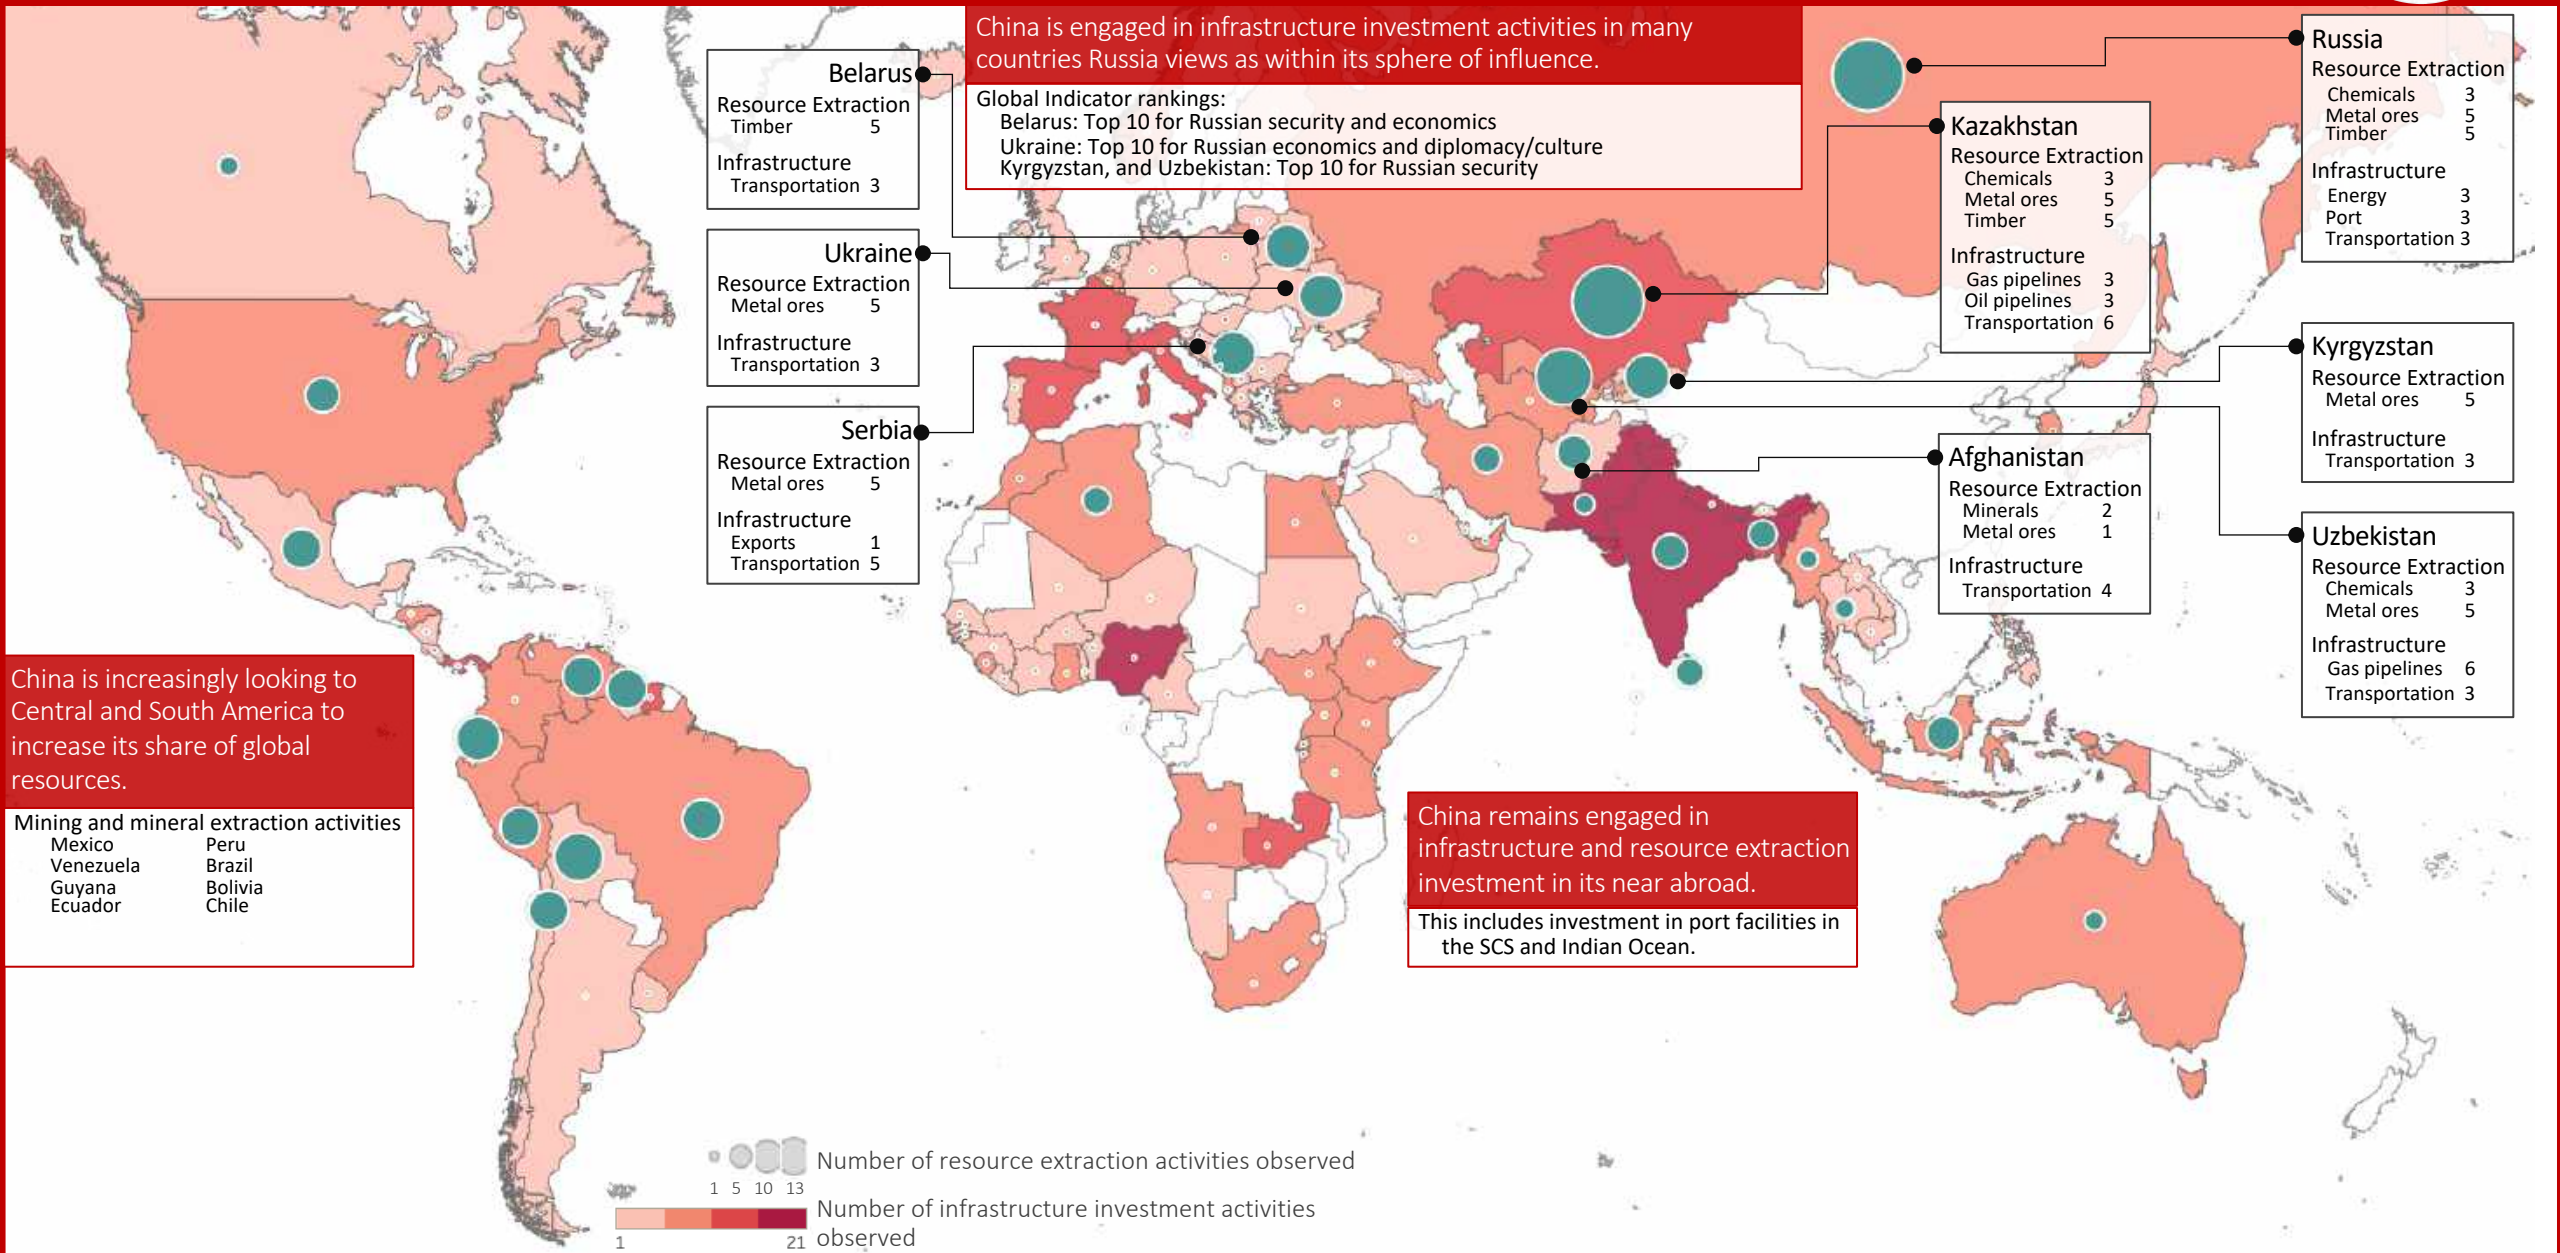 China is engaged in infrastructure investment activities in many
countries Russia views as within its sphere of influence.
Global Indicator rankings:
Belarus: Top 10 for Russian security and economics
Ukraine: Top 10 for Russian economics and diplomacy/culture
Kyrgyzstan, and Uzbekistan: Top 10 for Russian security
Belarus
Resource Extraction
Timber 5
Infrastructure
Transportation 3
Ukraine
Resource Extraction
Metal ores 5
Infrastructure
Transportation 3
Serbia
Resource Extraction
Metal ores 5
Infrastructure
Exports 1
Transportation 5
Russia
Resource Extraction
Chemicals 3
Metal ores 5
Timber 5
Infrastructure
Energy 3
Port 3
Transportation 3
Kazakhstan
Resource Extraction
Chemicals 3
Metal ores 5
Timber 5
Infrastructure
Gas pipelines 3
Oil pipelines 3
Transportation 6
Kyrgyzstan
Resource Extraction
Metal ores 5
Infrastructure
Transportation 3
Afghanistan
Resource Extraction
Minerals 2
Metal ores 1
Infrastructure
Transportation 4
Uzbekistan
Resource Extraction
Chemicals 3
Metal ores 5
Infrastructure
Gas pipelines 6
Transportation 3
China is increasingly looking to
Central and South America to
increase its share of global
resources.
Mining and mineral extraction activities
Mexico Peru
Venezuela Brazil
Guyana Bolivia
Ecuador Chile
China remains engaged in
infrastructure and resource extraction
investment in its near abroad.
This includes investment in port facilities in
the SCS and Indian Ocean.
Number of resource extraction activities observed
1 5 10 13
Number of infrastructure investment activities
observed
1 21